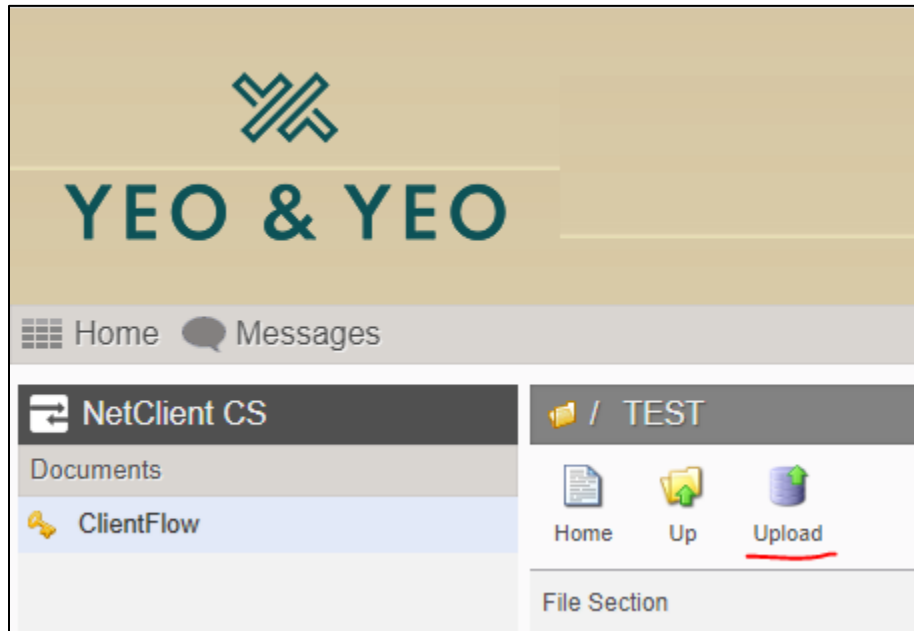 YEO & YEO
Home Messages
NetClient CS
/ TEST
Documents
ClientFlow
Home Up Upload
File Section